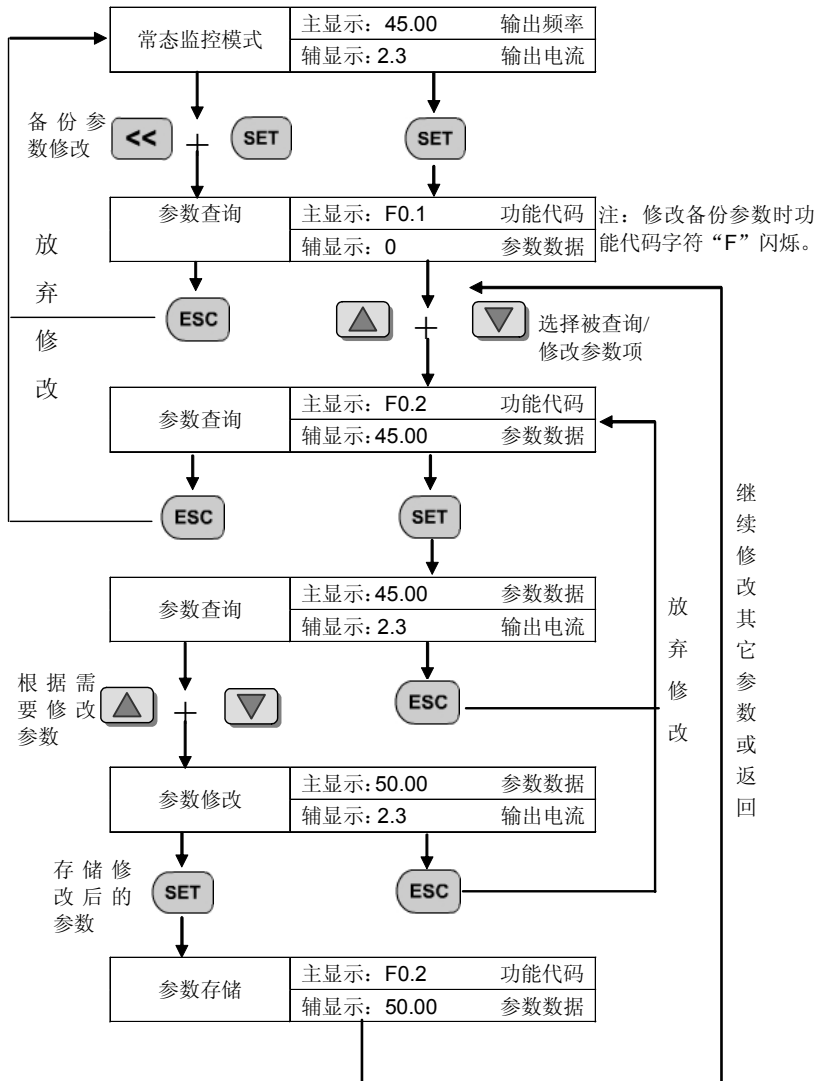 常态监控模式
主显示：45.00 输出频率
辅显示：2.3 输出电流
备份参
数修改
<<
SET
SET
参数查询
主显示：F0.1 功能代码
辅显示：0 参数数据
注：修改备份参数时功
能代码字符“F”闪烁。
放弃修改
ESC
选择被查询/
修改参数项
参数查询
主显示：F0.2 功能代码
辅显示：45.00 参数数据
ESC
SET
继续修改其它参数或返回
参数查询
主显示：45.00 参数数据
辅显示：2.3 输出电流
放弃修改
根据需
要修改
参数
ESC
参数修改
主显示：50.00 参数数据
辅显示：2.3 输出电流
存储修
改后的
参数
SET
ESC
参数存储
主显示：F0.2 功能代码
辅显示：50.00 参数数据